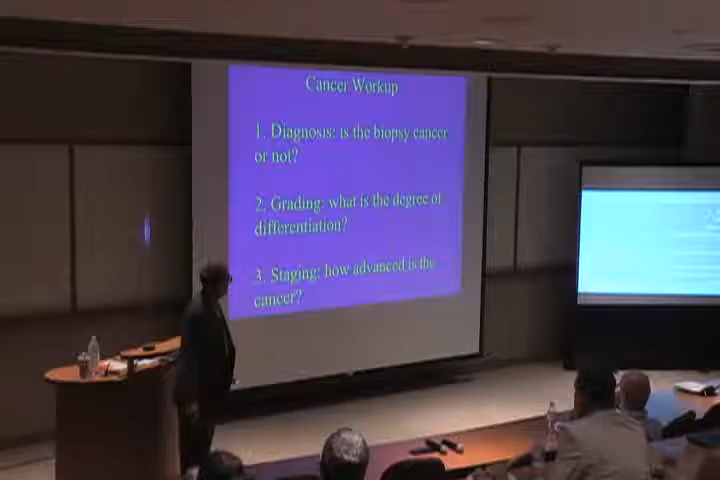 Cancer Workup
1. Diagnosis: is the biopsy cancer
or not?
2. Grading: what is the degree of
differentiation?
3. Staging: how advanced is the
cancer?